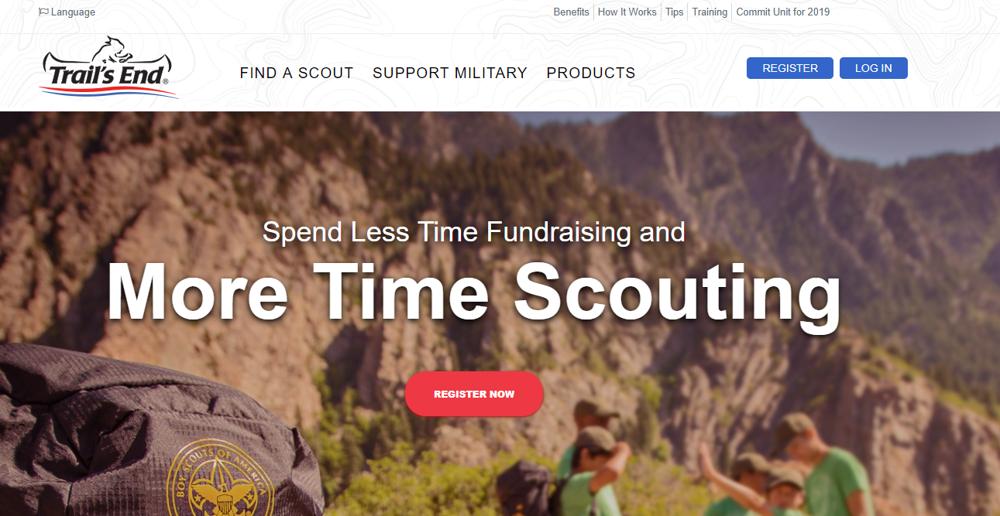 Language
Benefits
How It Works
Tips
Training
Commit Unit for 2019
Trail's End®
FIND A SCOUT
SUPPORT MILITARY
PRODUCTS
REGISTER
LOG IN
Spend Less Time Fundraising and
More Time Scouting
REGISTER NOW
BOY SCOUTS OF AMERICA